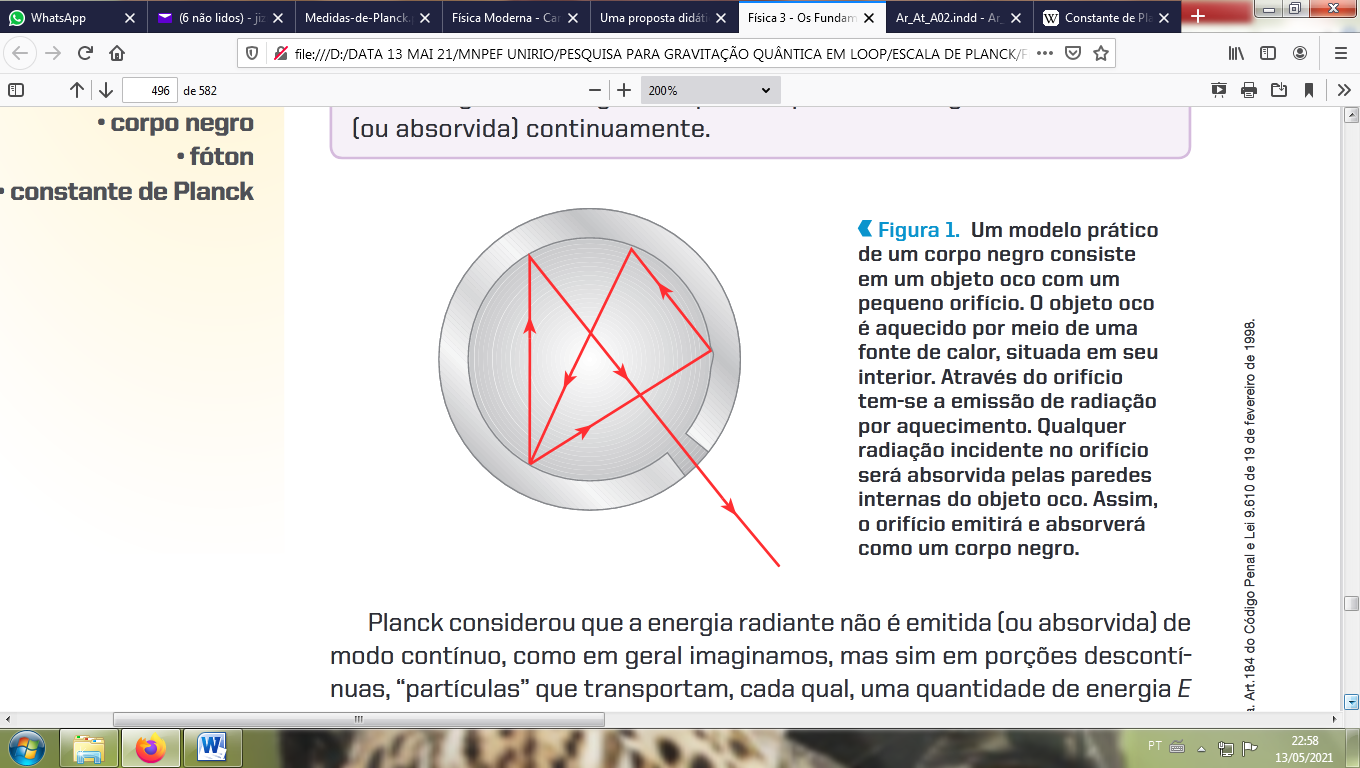 WhatsApp
(6 não lidos) - jiz
Medidas-de-Planck.p
Física Moderna - Car
Uma proposta didáti
Física 3 - Os Fundam
Ar_At_A02.indd - Ar_
Constante de Pla
file:///D:/DATA 13 MAI 21/MNPEF UNIRIO/PESQUISA PARA GRAVITAÇÃO QUÂNTICA EM LOOP/ESCALA DE PLANCK/F
496 de 582
200%
• corpo negro
• fóton
• constante de Planck
(ou absorvida) continuamente.
Figura 1. Um modelo prático
de um corpo negro consiste
em um objeto oco com um
pequeno orifício. O objeto oco
é aquecido por meio de uma
fonte de calor, situada em seu
interior. Através do orifício
tem-se a emissão de radiação
por aquecimento. Qualquer
radiação incidente no orifício
será absorvida pelas paredes
internas do objeto oco. Assim,
o orifício emitirá e absorverá
como um corpo negro.
a. Art.184 do Código Penal e Lei 9.610 de 19 de fevereiro de 1998.
Planck considerou que a energia radiante não é emitida (ou absorvida) de
modo contínuo, como em geral imaginamos, mas sim em porções descontí-
nuas, “partículas” que transportam, cada qual, uma quantidade de energia E
PT
22:58
13/05/2021